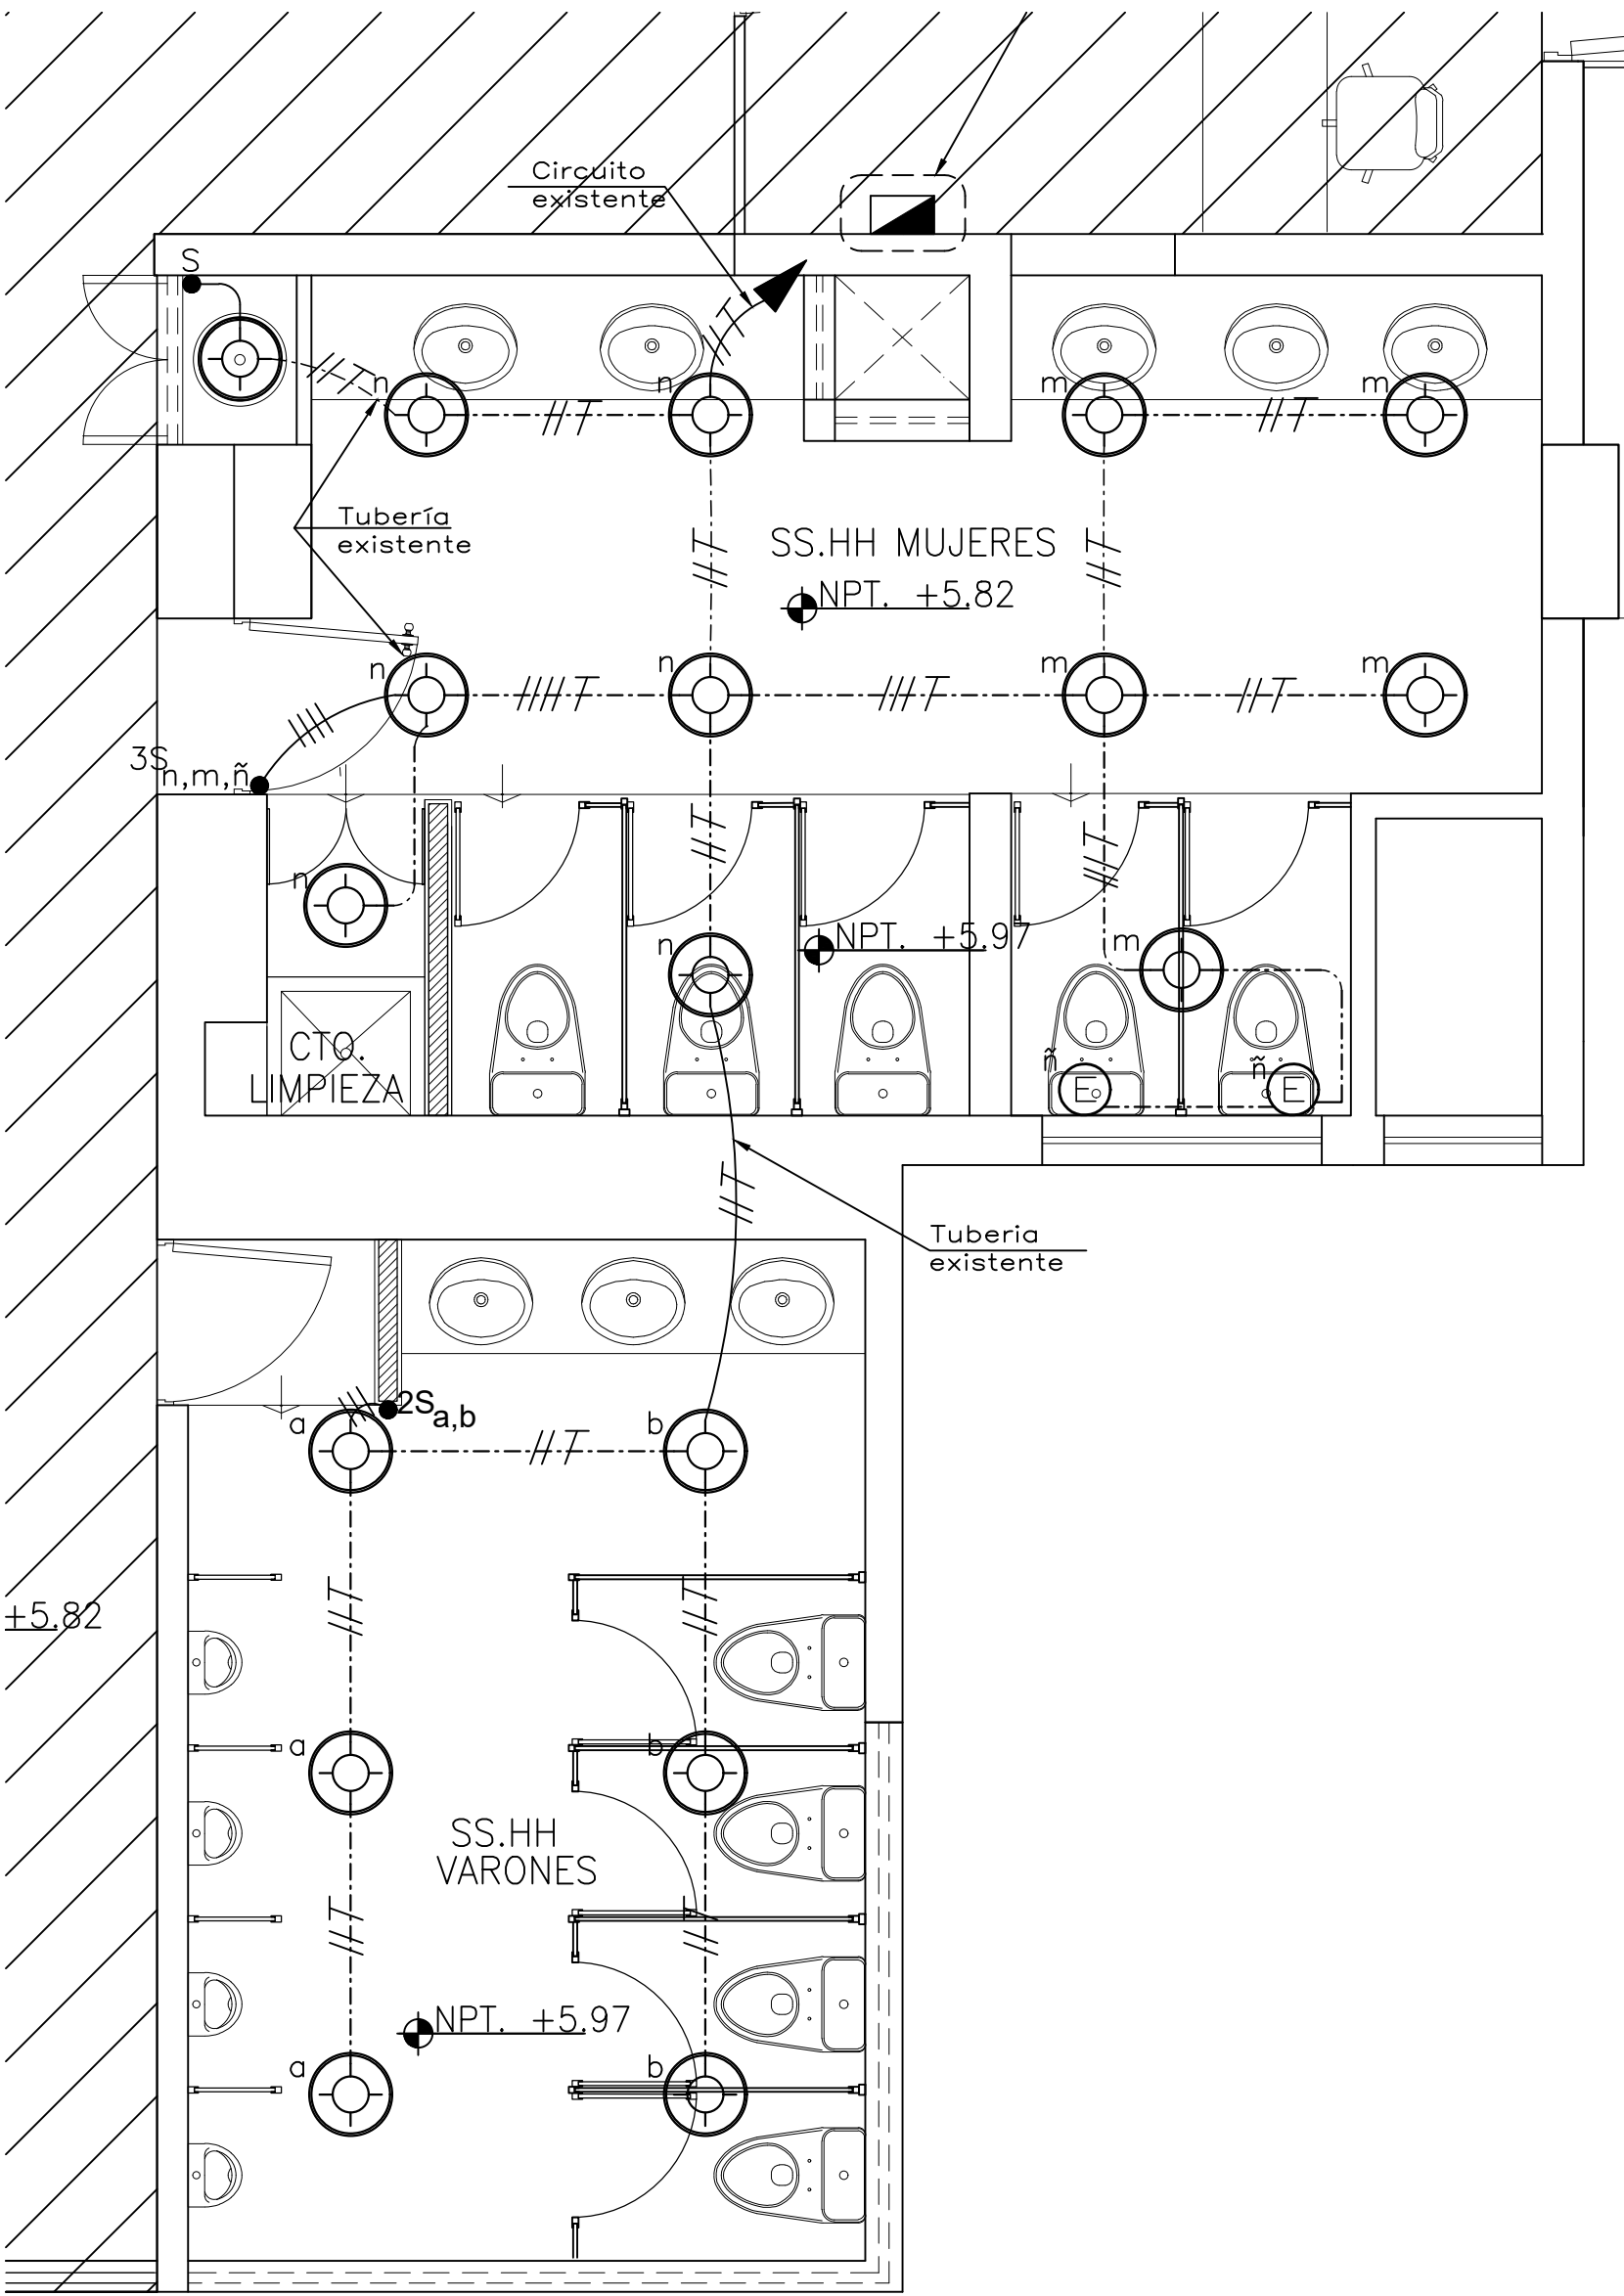 Circuito
existente
S
n
n
m
m
Tubería
existente
SS.HH MUJERES
NPT. +5.82
n
n
m
m
3S
n,m,ñ
n
n
NPT. +5.97
m
CTO.
LIMPIEZA
ñ
E
ñ
E
Tuberia
existente
2S
a,b
a
b
+5.82
a
b
SS.HH
VARONES
NPT. +5.97
a
b